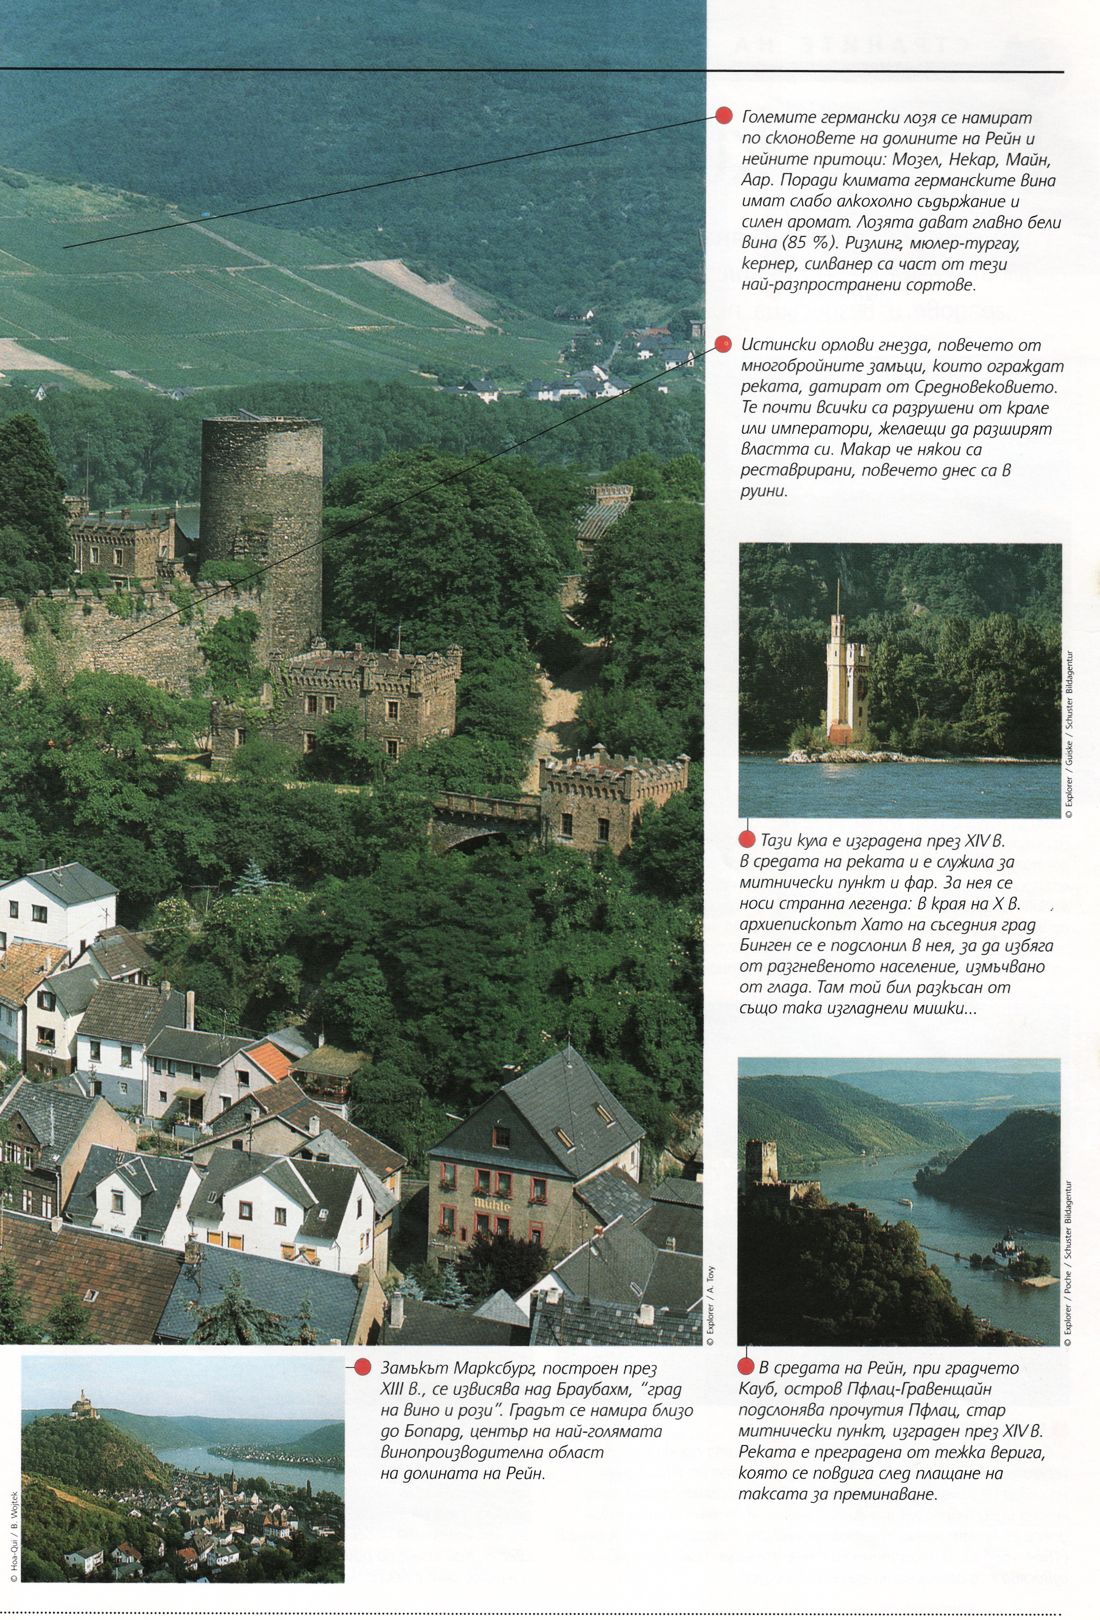 Големите германски лозя се намират
по склоновете на долините на Рейн и
нейните притоци: Мозел, Некар, Майн,
Аар. Поради климата германските вина
имат слабо алкохолно съдържание и
силен аромат. Лозята дават главно бели
вина (85 %). Ризлинг, мюлер-тургау,
кернер, силванер са част от тези
най-разпространени сортове.
Истински орлови гнезда, повечето от
многобройните замъци, които ограждат
реката, датират от Средновековието.
Те почти всички са разрушени от крале
или императори, желаещи да разширят
властта си. Макар че някои са
реставрирани, повечето днес са в
руини.
© Explorer / Guiske / Schuster Bildagentur
Тази кула е изградена през XIV в.
в средата на реката и е служила за
митнически пункт и фар. За нея се
носи странна легенда: в края на X в.
архиепископът Хато на съседния град
Бинген се е подслонил в нея, за да избяга
от разгневеното население, измъчвано
от глада. Там той бил разкъсан от
също така изгладнели мишки...
mühle
© Explorer / A. Tovy
© Explorer / Poche / Schuster Bildagentur
Замъкът Марксбург, построен през
XIII в., се извисява над Браубахм, “град
на вино и рози”. Градът се намира близо
до Бопард, център на най-голямата
винопроизводителна област
на долината на Рейн.
© Hoa-Qui / B. Wojtek
В средата на Рейн, при градчето
Кауб, остров Пфлац-Гравенщайн
подслонява прочутия Пфлац, стар
митнически пункт, изграден през XIV в.
Реката е преградена от тежка верига,
която се повдига след плащане на
таксата за преминаване.